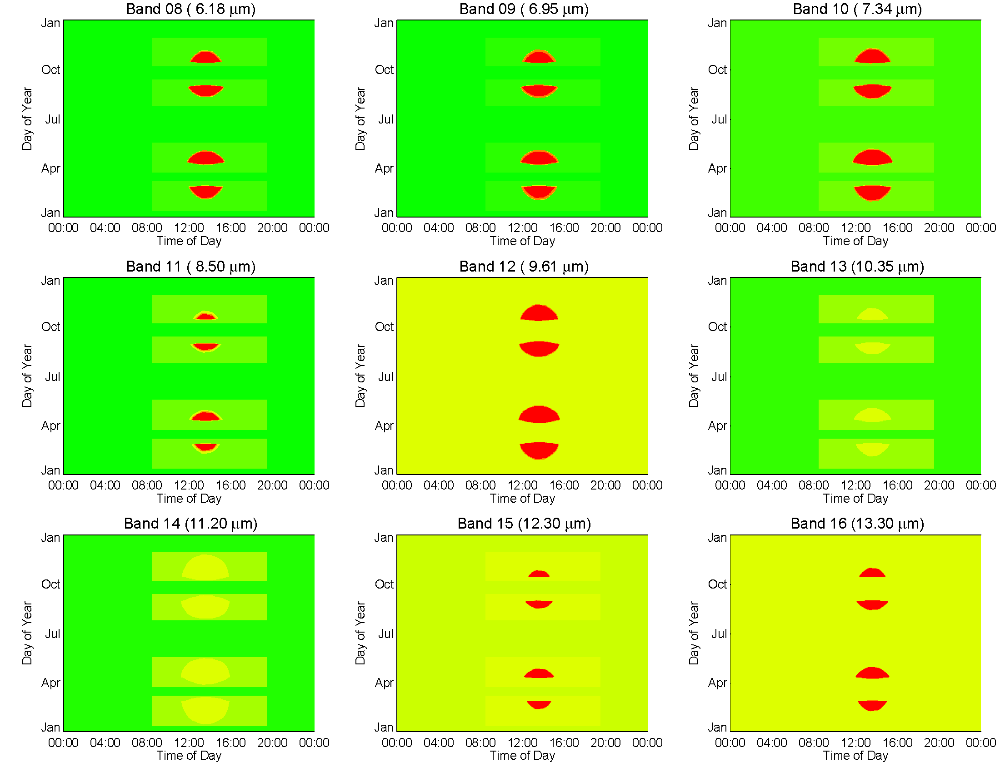 Band 08 ( 6.18 μm)
Jan
Oct
Jul
Apr
Jan
Day of Year
00:00 04:00 08:00 12:00 16:00 20:00 00:00
Time of Day
Band 09 ( 6.95 μm)
Jan
Oct
Jul
Apr
Jan
Day of Year
00:00 04:00 08:00 12:00 16:00 20:00 00:00
Time of Day
Band 10 ( 7.34 μm)
Jan
Oct
Jul
Apr
Jan
Day of Year
00:00 04:00 08:00 12:00 16:00 20:00 00:00
Time of Day
Band 11 ( 8.50 μm)
Jan
Oct
Jul
Apr
Jan
Day of Year
00:00 04:00 08:00 12:00 16:00 20:00 00:00
Time of Day
Band 12 ( 9.61 μm)
Jan
Oct
Jul
Apr
Jan
Day of Year
00:00 04:00 08:00 12:00 16:00 20:00 00:00
Time of Day
Band 13 (10.35 μm)
Jan
Oct
Jul
Apr
Jan
Day of Year
00:00 04:00 08:00 12:00 16:00 20:00 00:00
Time of Day
Band 14 (11.20 μm)
Jan
Oct
Jul
Apr
Jan
Day of Year
00:00 04:00 08:00 12:00 16:00 20:00 00:00
Time of Day
Band 15 (12.30 μm)
Jan
Oct
Jul
Apr
Jan
Day of Year
00:00 04:00 08:00 12:00 16:00 20:00 00:00
Time of Day
Band 16 (13.30 μm)
Jan
Oct
Jul
Apr
Jan
Day of Year
00:00 04:00 08:00 12:00 16:00 20:00 00:00
Time of Day